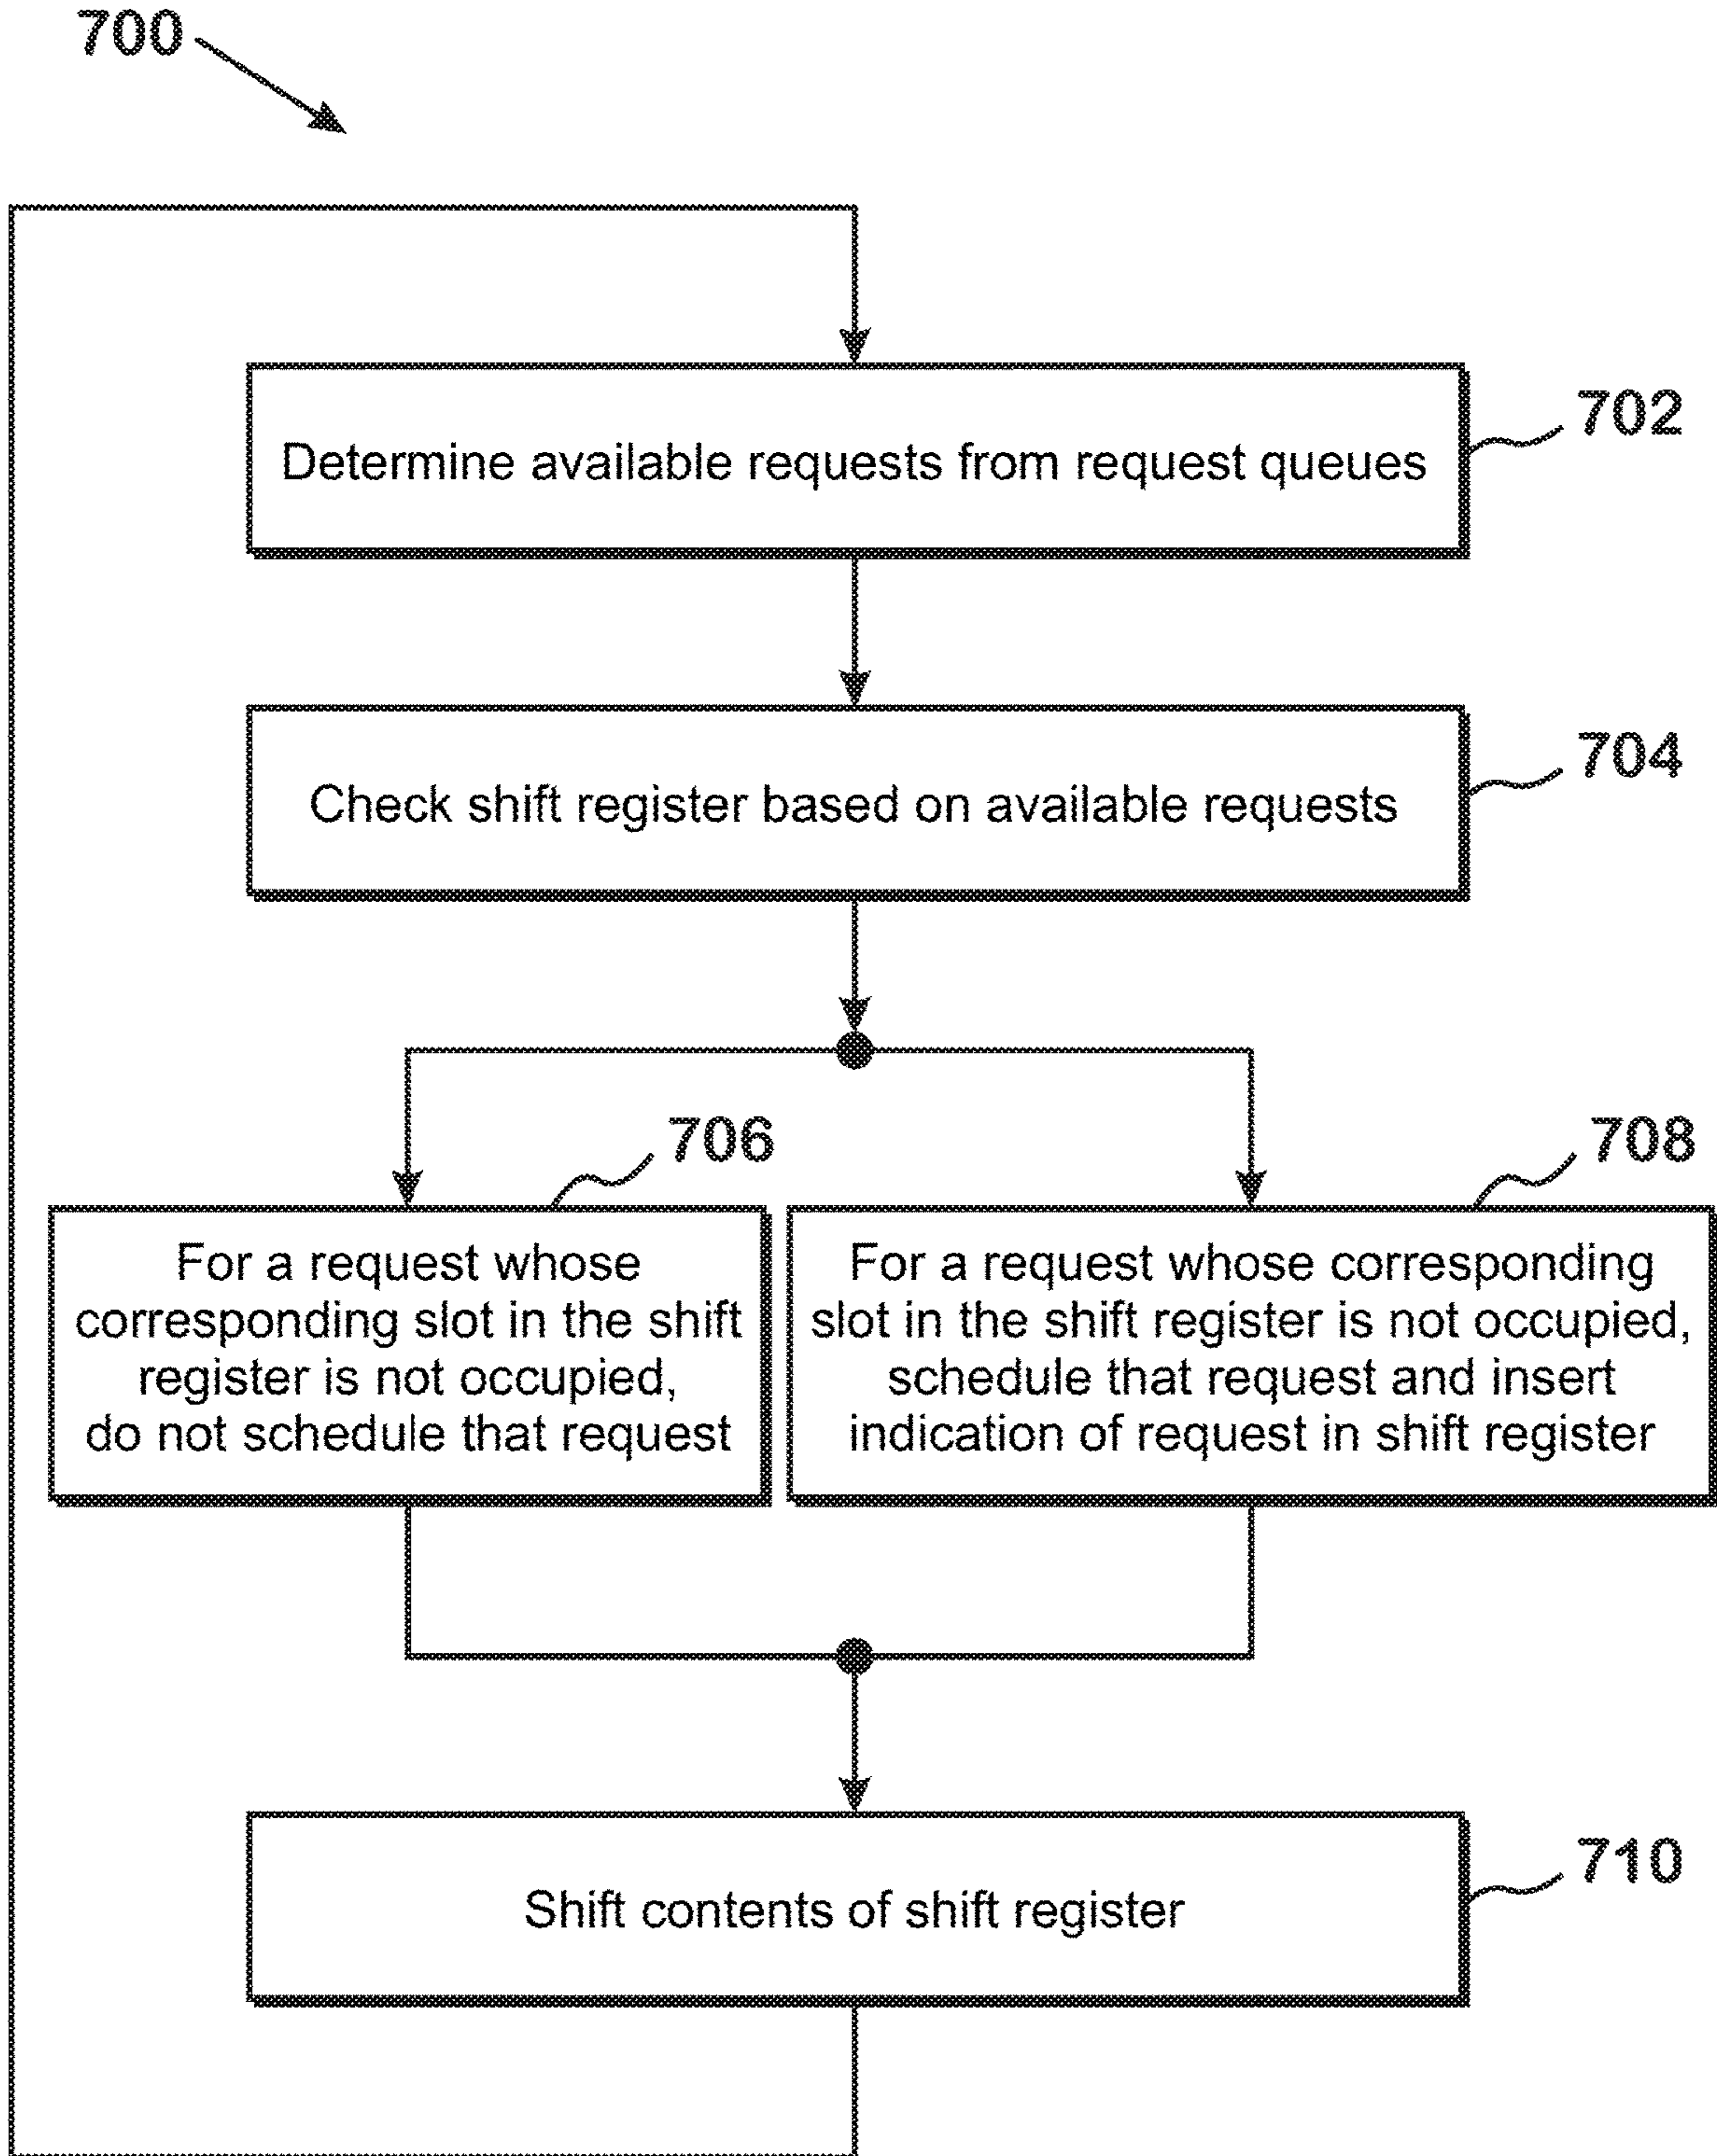 700
Determine available requests from request queues
702
Check shift register based on available requests
704
706
708
For a request whose
corresponding slot in the shift
register is not occupied,
do not schedule that request
For a request whose corresponding
slot in the shift register is not occupied,
schedule that request and insert
indication of request in shift register
Shift contents of shift register
710